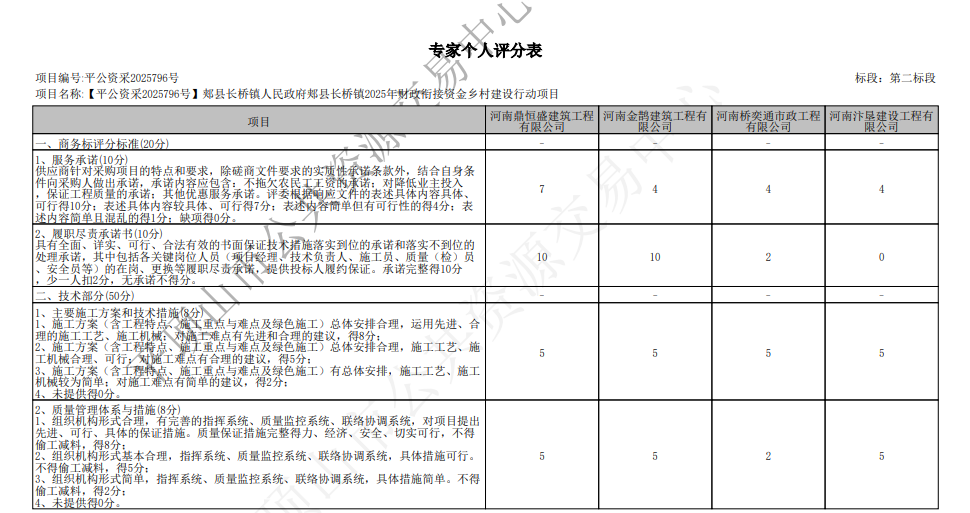 专家个人评分表
项目编号:平公资采2025796号
标段：第二标段
项目名称:【平公资采2025796号】郏县长桥镇人民政府郏县长桥镇2025年财政衔接资金乡村建设行动项目
项目
河南鼎恒盛建筑工程有限公司
河南金鹊建筑工程有限公司
河南桥奕通市政工程有限公司
河南汴垦建设工程有限公司
一、商务标评分标准(20分)
-
-
-
-
1、服务承诺(10分)
供应商针对采购项目的特点和要求，除磋商文件要求的实质性承诺条款外，结合自身条
件向采购人做出承诺，承诺内容应包含：不拖欠农民工工资的承诺；对降低业主投入
，保证工程质量的承诺；其他优惠服务承诺。评委根据响应文件的表述具体内容具体、
可行得10分；表述具体内容较具体、可行得7分；表述内容简单但有可行性的得4分；表
述内容简单且混乱的得1分；缺项得0分。
7
4
4
4
2、履职尽责承诺书(10分)
具有全面、详实、可行、合法有效的书面保证技术措施落实到位的承诺和落实不到位的
处理承诺，其中包括各关键岗位人员（项目经理、技术负责人、施工员、质量（检）员
、安全员等）的在岗、更换等履职尽责承诺，提供投标人履约保证。承诺完整得10分
，少一人扣2分，无承诺不得分。
10
10
2
0
二、技术部分(50分)
-
-
-
-
1、主要施工方案和技术措施(8分)
1、施工方案（含工程特点、施工重点与难点及绿色施工）总体安排合理，运用先进、合
理的施工工艺、施工机械；对施工难点有先进和合理的建议，得8分；
2、施工方案（含工程特点、施工重点与难点及绿色施工）总体安排合理，施工工艺、施
工机械合理、可行；对施工难点有合理的建议，得5分；
3、施工方案（含工程特点、施工重点与难点及绿色施工）有总体安排，施工工艺、施工
机械较为简单；对施工难点有简单的建议，得2分；
4、未提供得0分。
5
5
5
5
2、质量管理体系与措施(8分)
1、组织机构形式合理，有完善的指挥系统、质量监控系统、联络协调系统，对项目提出
先进、可行、具体的保证措施。质量保证措施完整得力、经济、安全、切实可行，不得
偷工减料，得8分；
2、组织机构形式基本合理，指挥系统、质量监控系统、联络协调系统，具体措施可行。
不得偷工减料，得5分；
3、组织机构形式简单，指挥系统、质量监控系统、联络协调系统，具体措施简单。不得
偷工减料，得2分；
4、未提供得0分。
5
5
2
5
平顶山市公共资源交易中心
顶山市公共资源交易中心